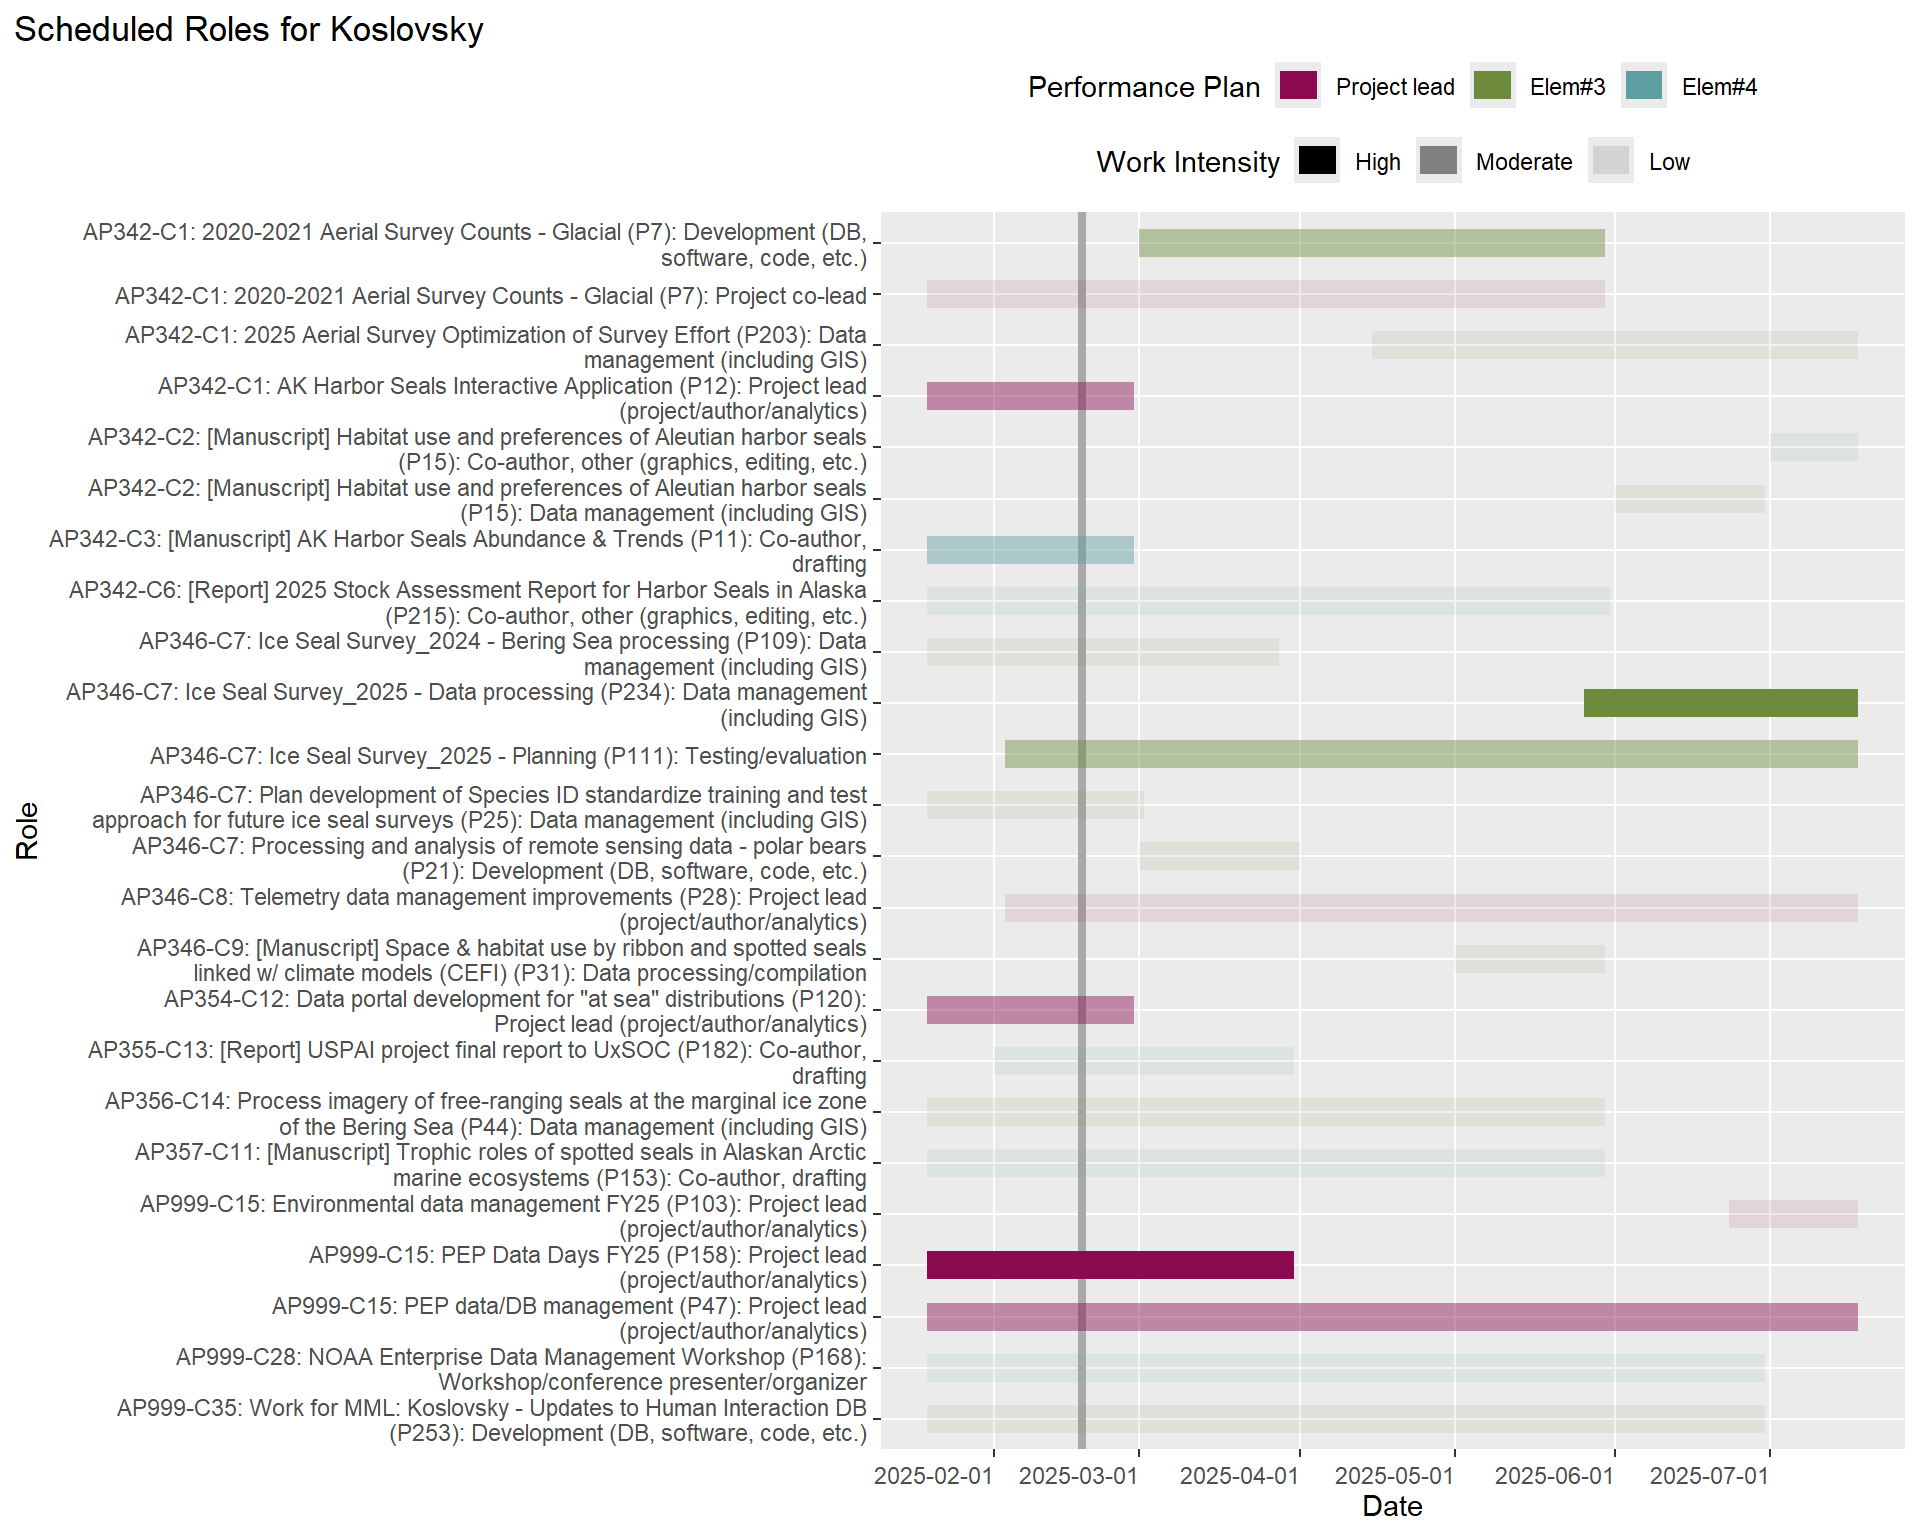 Scheduled Roles for Koslovsky
Performance Plan Project lead Elem#3 Elem#4
Work Intensity High Moderate Low
Role
AP342-C1: 2020-2021 Aerial Survey Counts - Glacial (P7): Development (DB,
software, code, etc.)
AP342-C1: 2020-2021 Aerial Survey Counts - Glacial (P7): Project co-lead
AP342-C1: 2025 Aerial Survey Optimization of Survey Effort (P203): Data
management (including GIS)
AP342-C1: AK Harbor Seals Interactive Application (P12): Project lead
(project/author/analytics)
AP342-C2: [Manuscript] Habitat use and preferences of Aleutian harbor seals
(P15): Co-author, other (graphics, editing, etc.)
AP342-C2: [Manuscript] Habitat use and preferences of Aleutian harbor seals
(P15): Data management (including GIS)
AP342-C3: [Manuscript] AK Harbor Seals Abundance & Trends (P11): Co-author,
drafting
AP342-C6: [Report] 2025 Stock Assessment Report for Harbor Seals in Alaska
(P215): Co-author, other (graphics, editing, etc.)
AP346-C7: Ice Seal Survey_2024 - Bering Sea processing (P109): Data
management (including GIS)
AP346-C7: Ice Seal Survey_2025 - Data processing (P234): Data management
(including GIS)
AP346-C7: Ice Seal Survey_2025 - Planning (P111): Testing/evaluation
AP346-C7: Plan development of Species ID standardize training and test
approach for future ice seal surveys (P25): Data management (including GIS)
AP346-C7: Processing and analysis of remote sensing data - polar bears
(P21): Development (DB, software, code, etc.)
AP346-C8: Telemetry data management improvements (P28): Project lead
(project/author/analytics)
AP346-C9: [Manuscript] Space & habitat use by ribbon and spotted seals
linked w/ climate models (CEFI) (P31): Data processing/compilation
AP354-C12: Data portal development for "at sea" distributions (P120):
Project lead (project/author/analytics)
AP355-C13: [Report] USPAI project final report to UxSOC (P182): Co-author,
drafting
AP356-C14: Process imagery of free-ranging seals at the marginal ice zone
of the Bering Sea (P44): Data management (including GIS)
AP357-C11: [Manuscript] Trophic roles of spotted seals in Alaskan Arctic
marine ecosystems (P153): Co-author, drafting
AP999-C15: Environmental data management FY25 (P103): Project lead
(project/author/analytics)
AP999-C15: PEP Data Days FY25 (P158): Project lead
(project/author/analytics)
AP999-C15: PEP data/DB management (P47): Project lead
(project/author/analytics)
AP999-C28: NOAA Enterprise Data Management Workshop (P168):
Workshop/conference presenter/organizer
AP999-C35: Work for MML: Koslovsky - Updates to Human Interaction DB
(P253): Development (DB, software, code, etc.)
2025-02-01 2025-03-01 2025-04-01 2025-05-01 2025-06-01 2025-07-01
Date